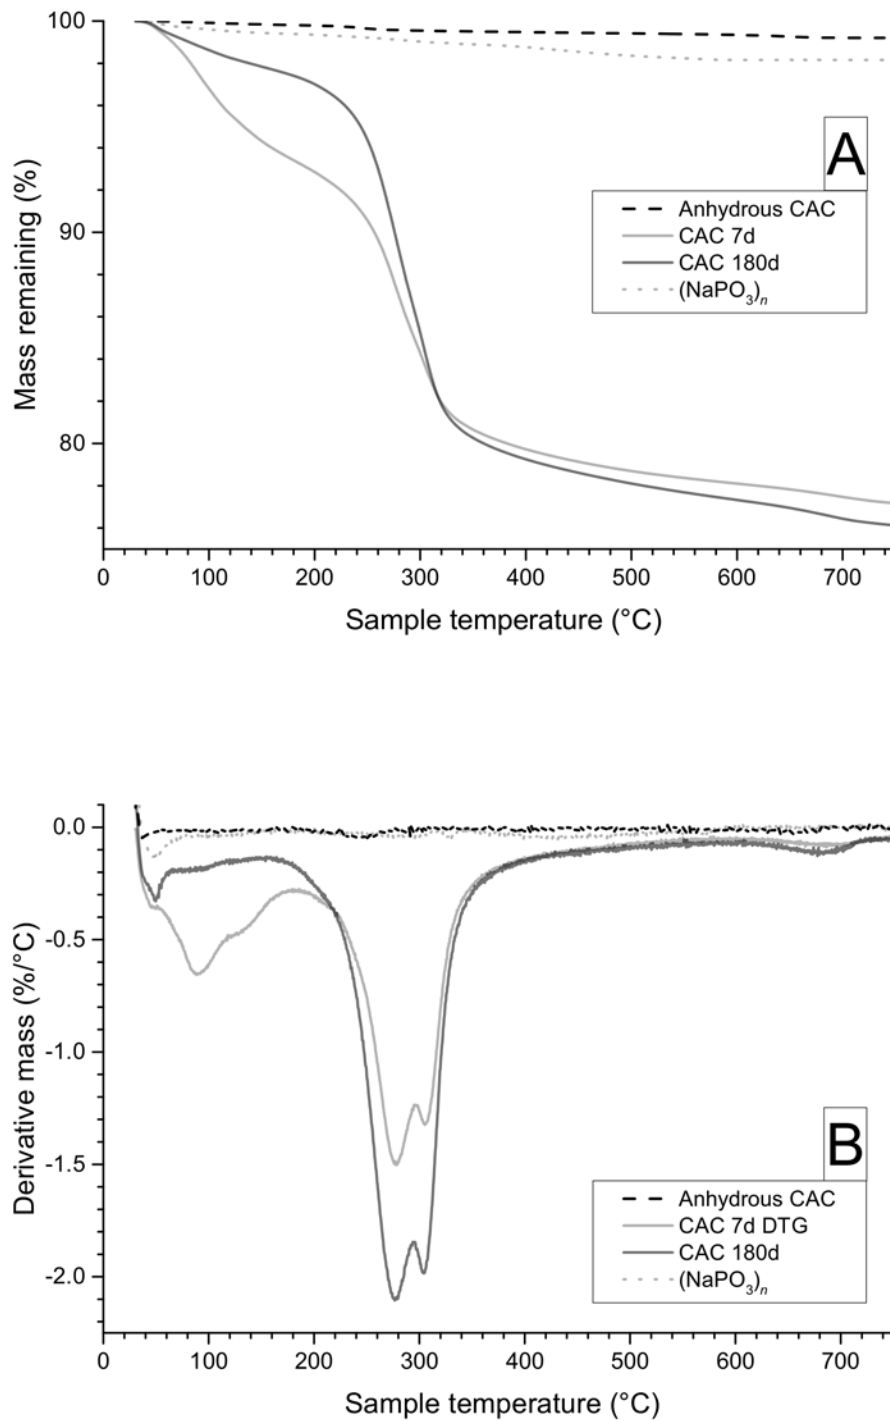 100
90
80
Mass remaining (%)
A
Anhydrous CAC
CAC 7d
CAC 180d
(NaPO3)n
0 100 200 300 400 500 600 700
Sample temperature (°C)
0.0
-0.5
-1.0
-1.5
-2.0
Derivative mass (%/°C)
B
Anhydrous CAC
CAC 7d DTG
CAC 180d
(NaPO3)n
0 100 200 300 400 500 600 700
Sample temperature (°C)